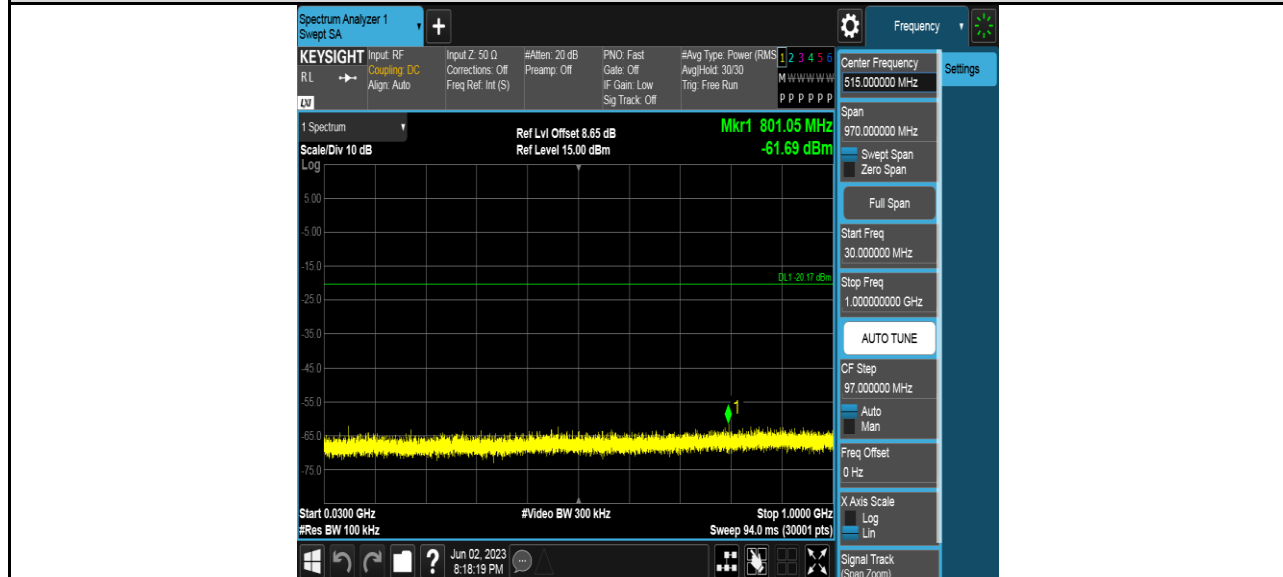 Spectrum Analyzer 1
Swept SA
+
Frequency
KEYSIGHT
RL
LXI
Input: RF
Coupling: DC
Align: Auto
Input Z: 50 Ω
Corrections: Off
Freq Ref: Int (S)
#Atten: 20 dB
Preamp: Off
PNO: Fast
Gate: Off
IF Gain: Low
Sig Track: Off
#Avg Type: Power (RMS
Avg|Hold: 30/30
Trig: Free Run
1 2 3 4 5 6
M W W W W W
P P P P P P
1 Spectrum
Scale/Div 10 dB
Log
Ref Lvl Offset 8.65 dB
Ref Level 15.00 dBm
Mkr1 801.05 MHz
-61.69 dBm
5.00
-5.00
-15.0
DL1 -20.17 dBm
-25.0
-35.0
-45.0
-55.0
1
-65.0
-75.0
Start 0.0300 GHz
#Res BW 100 kHz
#Video BW 300 kHz
Stop 1.0000 GHz
Sweep 94.0 ms (30001 pts)
?
Jun 02, 2023
8:18:19 PM
Center Frequency
515.000000 MHz
Settings
Span
970.000000 MHz
Swept Span
Zero Span
Full Span
Start Freq
30.000000 MHz
Stop Freq
1.000000000 GHz
AUTO TUNE
CF Step
97.000000 MHz
Auto
Man
Freq Offset
0 Hz
X Axis Scale
Log
Lin
Signal Track
(Span Zoom)